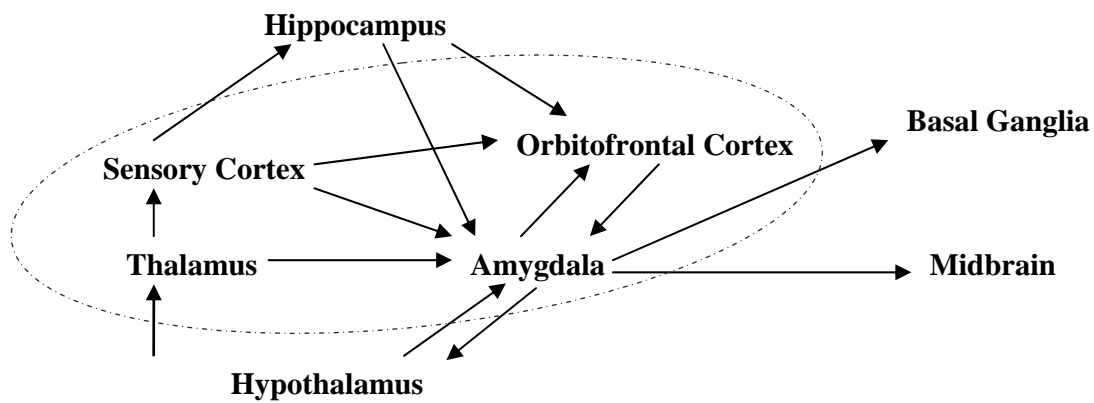 Hippocampus
Basal Ganglia
Orbitofrontal Cortex
Sensory Cortex
Thalamus
Amygdala
Midbrain
Hypothalamus